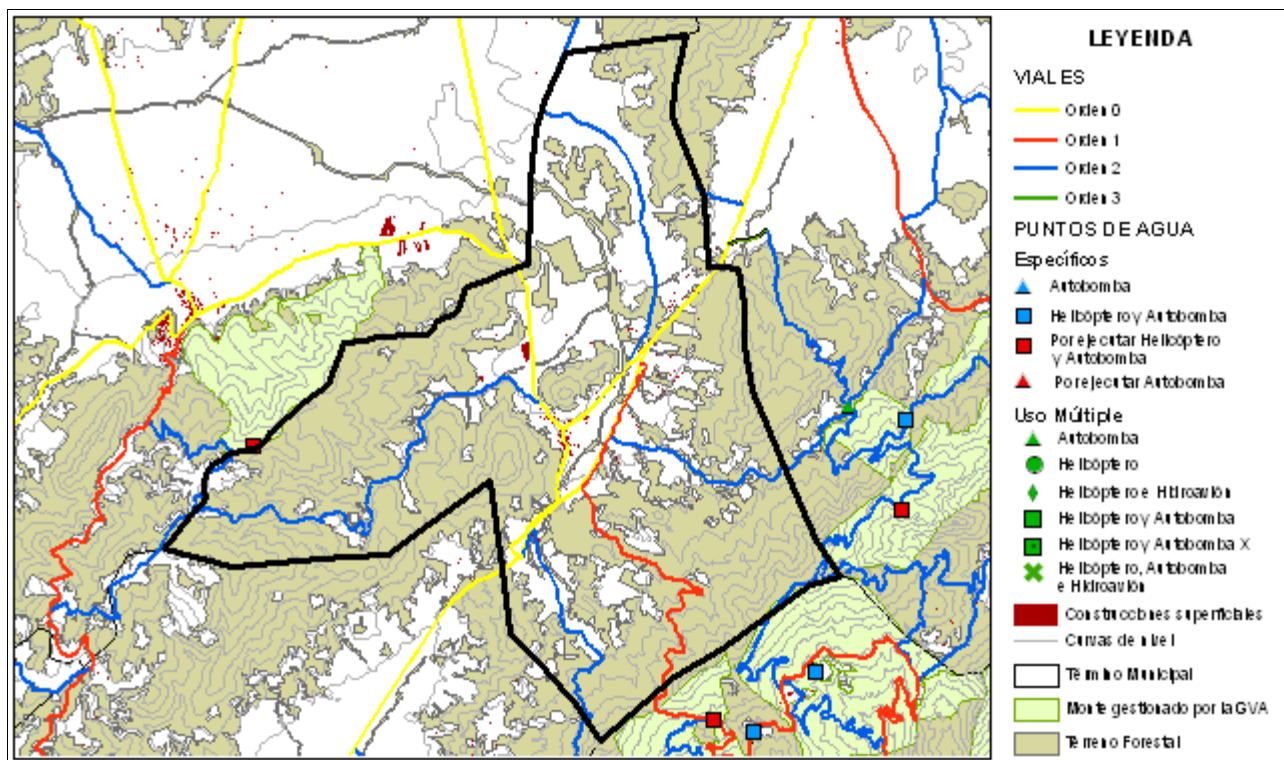 LEYENDA
VIALES
Orden 0
Orden 1
Orden 2
Orden 3
PUNTOS DE AGUA
Específicos
Autobomba
Helicóptero y Autobomba
Por ejecutar Helicóptero
y Autobomba
Por ejecutar Autobomba
Uso Múltiple
Autobomba
Helicóptero
Helicóptero e Hidroavión
Helicóptero y Autobomba
Helicóptero y Autobomba X
Helicóptero, Autobomba
e Hidroavión
Construcciones superficiales
Curvas de nivel
Término Municipal
Monte gestionado por la GVA
Terreno Forestal